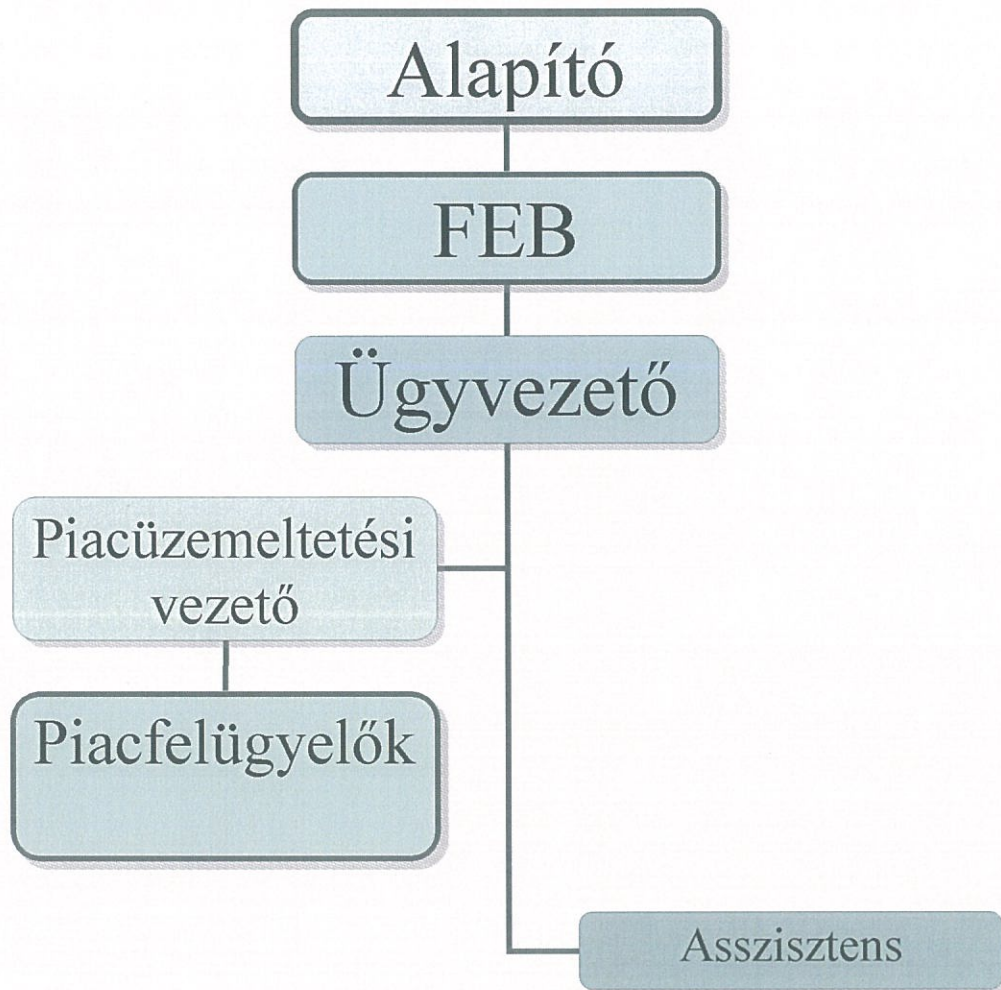 Alapító
FEB
Ügyvezető
Piacüzemeltetési
vezető
Piacfelügyelők
Asszisztens